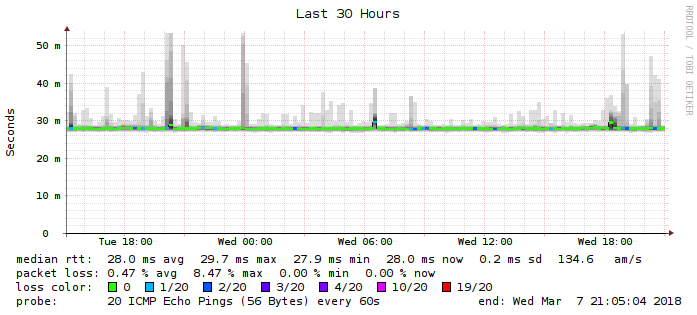 Last 30 Hours
RRDTOOL / TOBI OETIKER
Seconds
50 m
40 m
30 m
20 m
10 m
0
Tue 18:00 Wed 00:00 Wed 06:00 Wed 12:00 Wed 18:00
median rtt: 28.0 ms avg 29.7 ms max 27.9 ms min 28.0 ms now 0.2 ms sd 134.6 am/s
packet loss: 0.47 % avg 8.47 % max 0.00 % min 0.00 % now
loss color: 0 1/20 2/20 3/20 4/20 10/20 19/20
probe: 20 ICMP Echo Pings (56 Bytes) every 60s end: Wed Mar 7 21:05:04 2018